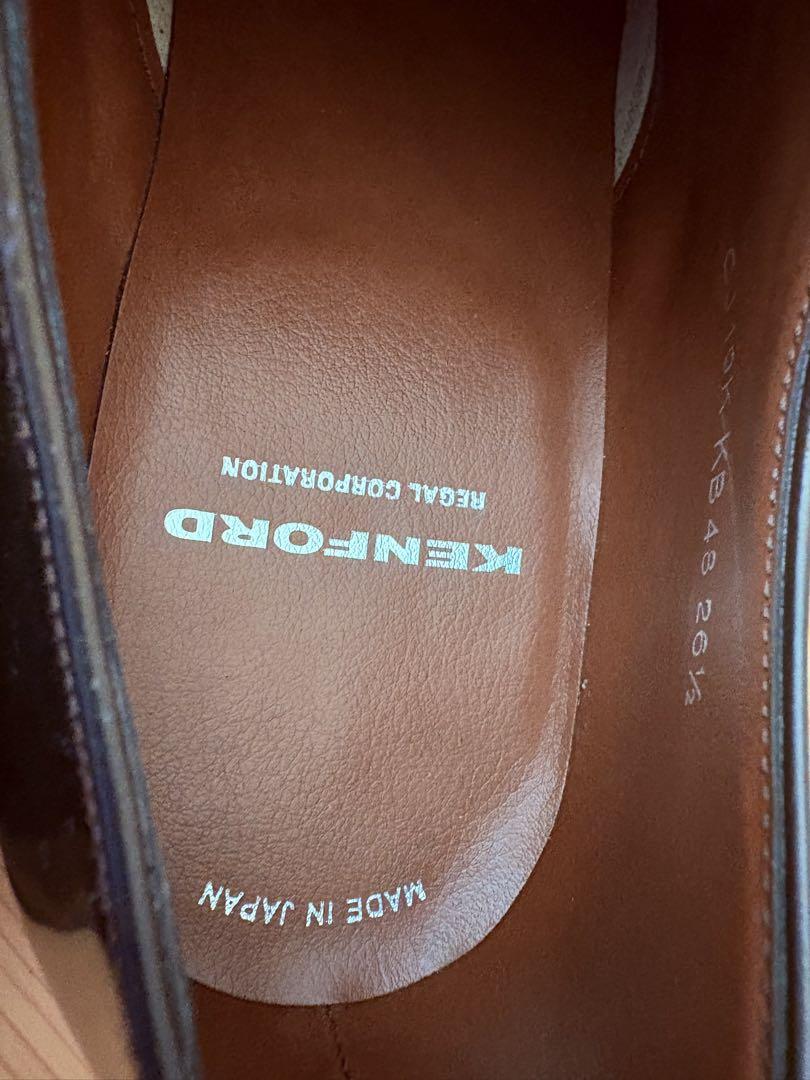 KENFORD
REGAL CORPORATION
MADE IN JAPAN
KB48 26½